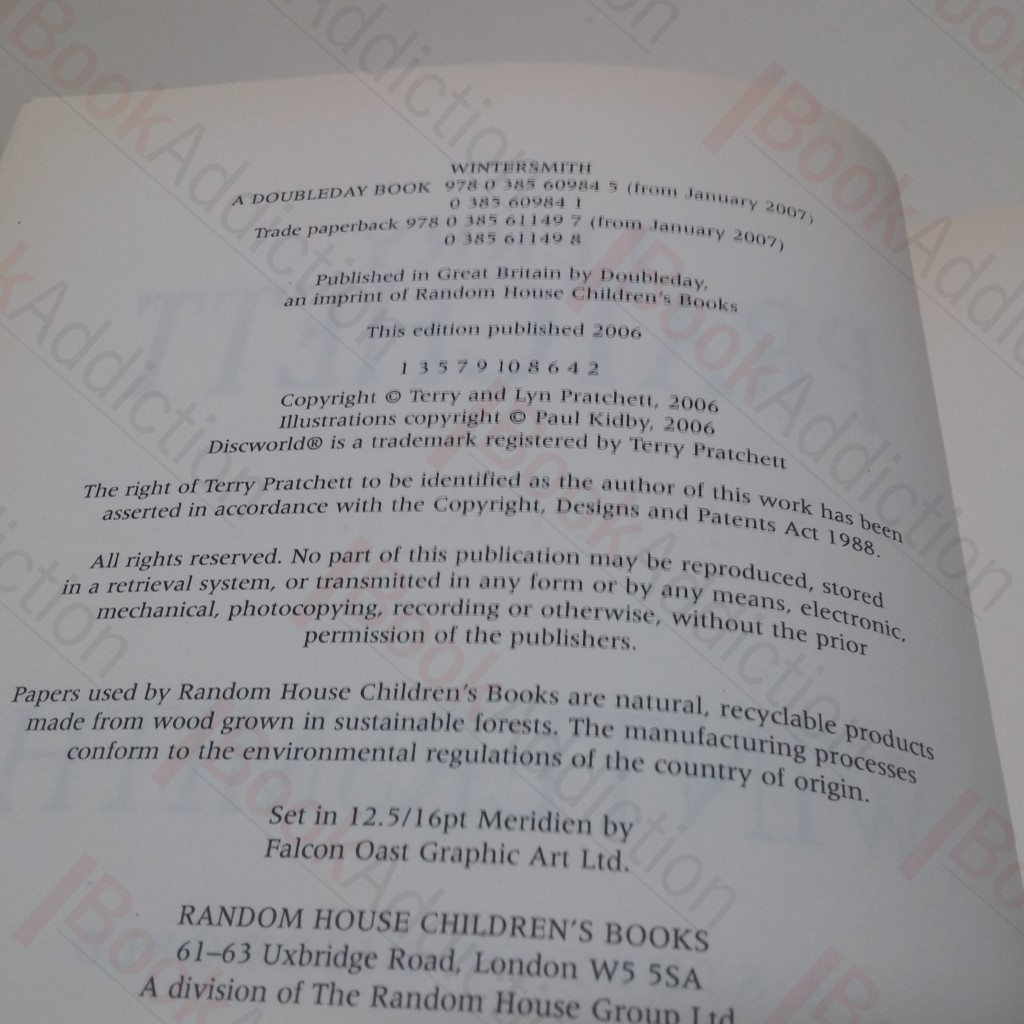 WINTERSMITH
A DOUBLEDAY BOOK 978 0 385 60984 5 (from January 2007)
0 385 60984 1
Trade paperback 978 0 385 61149 7 (from January 2007)
0 385 61149 8
Published in Great Britain by Doubleday,
an imprint of Random House Children's Books
This edition published 2006
1 3 5 7 9 10 8 6 4 2
Copyright © Terry and Lyn Pratchett, 2006
Illustrations copyright © Paul Kidby, 2006
Discworld® is a trademark registered by Terry Pratchett
The right of Terry Pratchett to be identified as the author of this work has been
asserted in accordance with the Copyright, Designs and Patents Act 1988.
All rights reserved. No part of this publication may be reproduced, stored
in a retrieval system, or transmitted in any form or by any means, electronic,
mechanical, photocopying, recording or otherwise, without the prior
permission of the publishers.
Papers used by Random House Children's Books are natural, recyclable products
made from wood grown in sustainable forests. The manufacturing processes
conform to the environmental regulations of the country of origin.
Set in 12.5/16pt Meridien by
Falcon Oast Graphic Art Ltd.
RANDOM HOUSE CHILDREN'S BOOKS
61–63 Uxbridge Road, London W5 5SA
A division of The Random House Group Ltd
BookAddiction